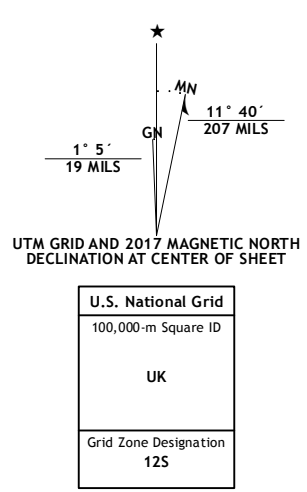 ★
MN
11° 40´
207 MILS
GN
1° 5´
19 MILS
UTM GRID AND 2017 MAGNETIC NORTH
DECLINATION AT CENTER OF SHEET
U.S. National Grid
100,000-m Square ID
UK
Grid Zone Designation
12S